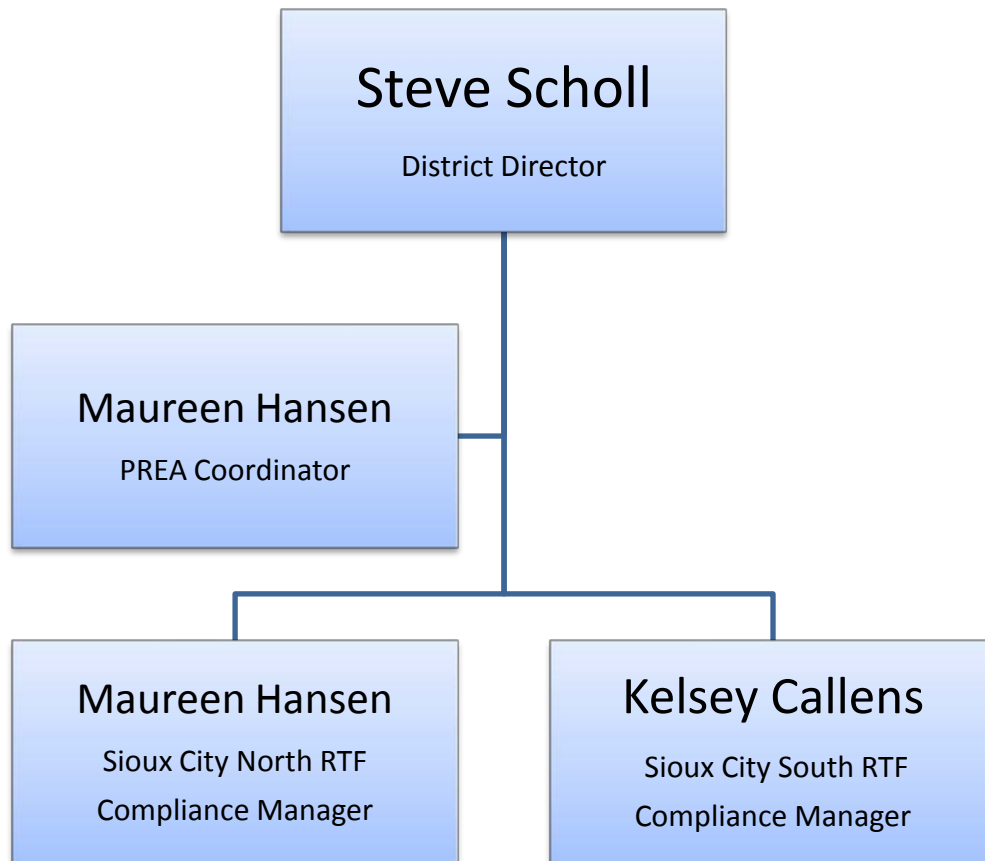 Steve Scholl
District Director
Maureen Hansen
PREA Coordinator
Maureen Hansen
Sioux City North RTF
Compliance Manager
Kelsey Callens
Sioux City South RTF
Compliance Manager